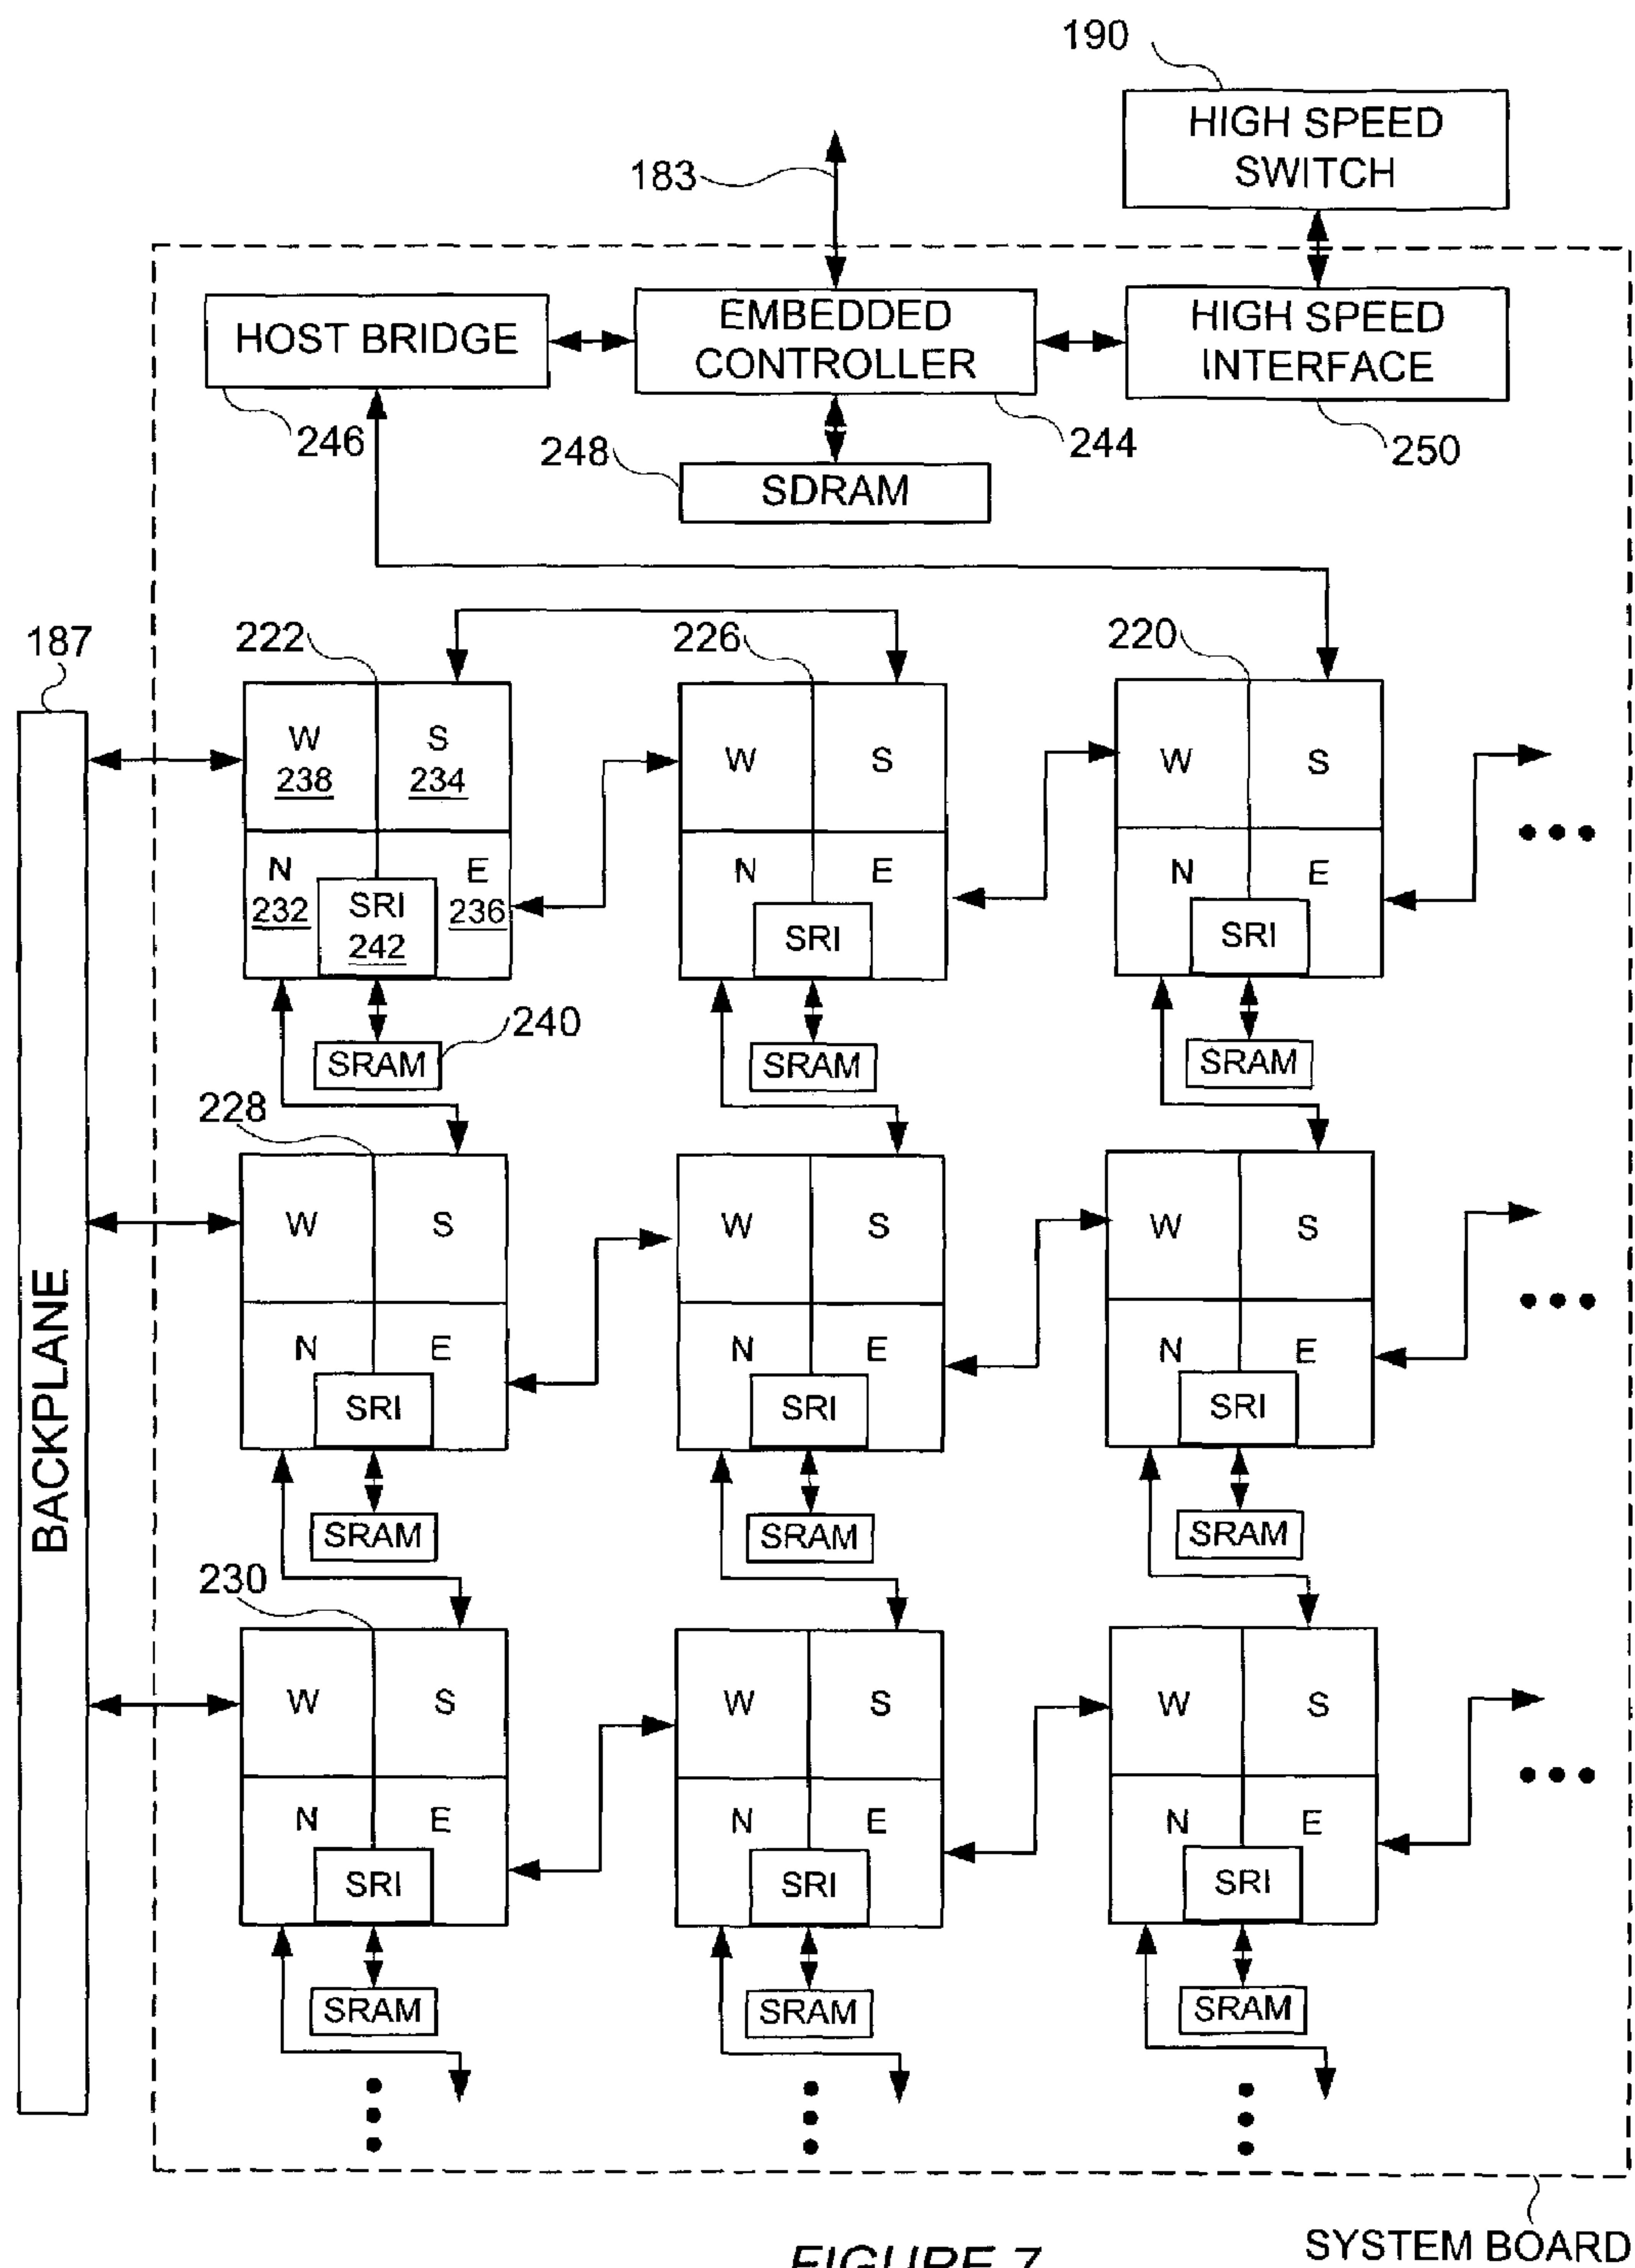 190
HIGH SPEED
SWITCH
183
HOST BRIDGE
EMBEDDED
CONTROLLER
HIGH SPEED
INTERFACE
246
248
244
250
SDRAM
187
222
226
220
W
238
S
234
W
S
W
S
N
232
E
236
SRI
242
N
E
SRI
N
E
SRI
SRAM
240
SRAM
SRAM
228
W
S
W
S
W
S
N
E
SRI
N
E
SRI
N
E
SRI
SRAM
SRAM
SRAM
BACKPLANE
230
W
S
W
S
W
S
N
E
SRI
N
E
SRI
N
E
SRI
SRAM
SRAM
SRAM
SYSTEM BOARD
FIGURE 7